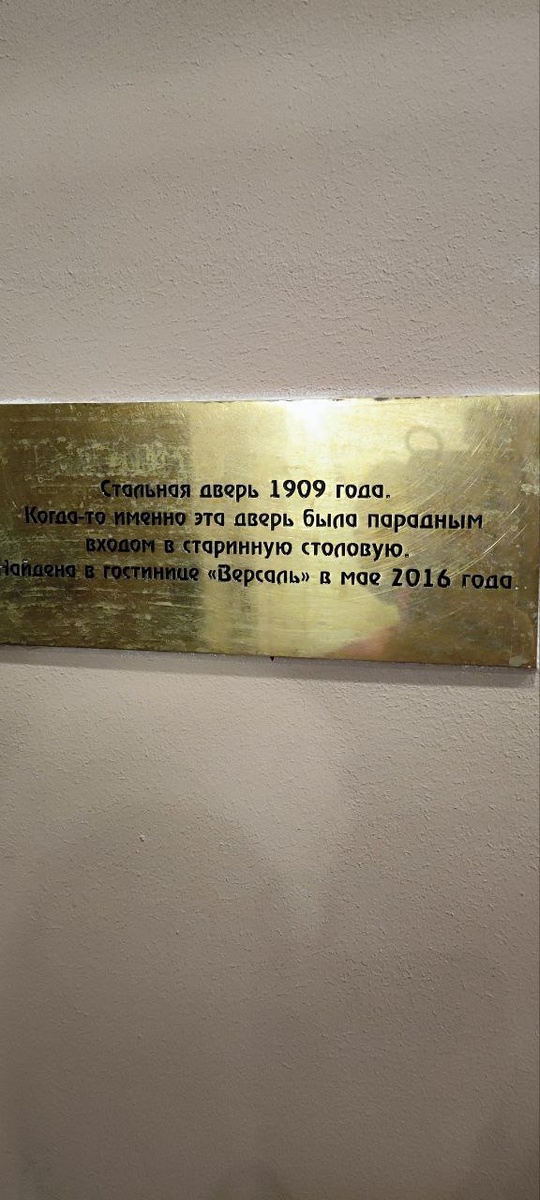 Стальная дверь 1909 года.
Когда-то именно эта дверь была парадным
входом в старинную столовую.
Найдена в гостинице «Версаль» в мае 2016 года.